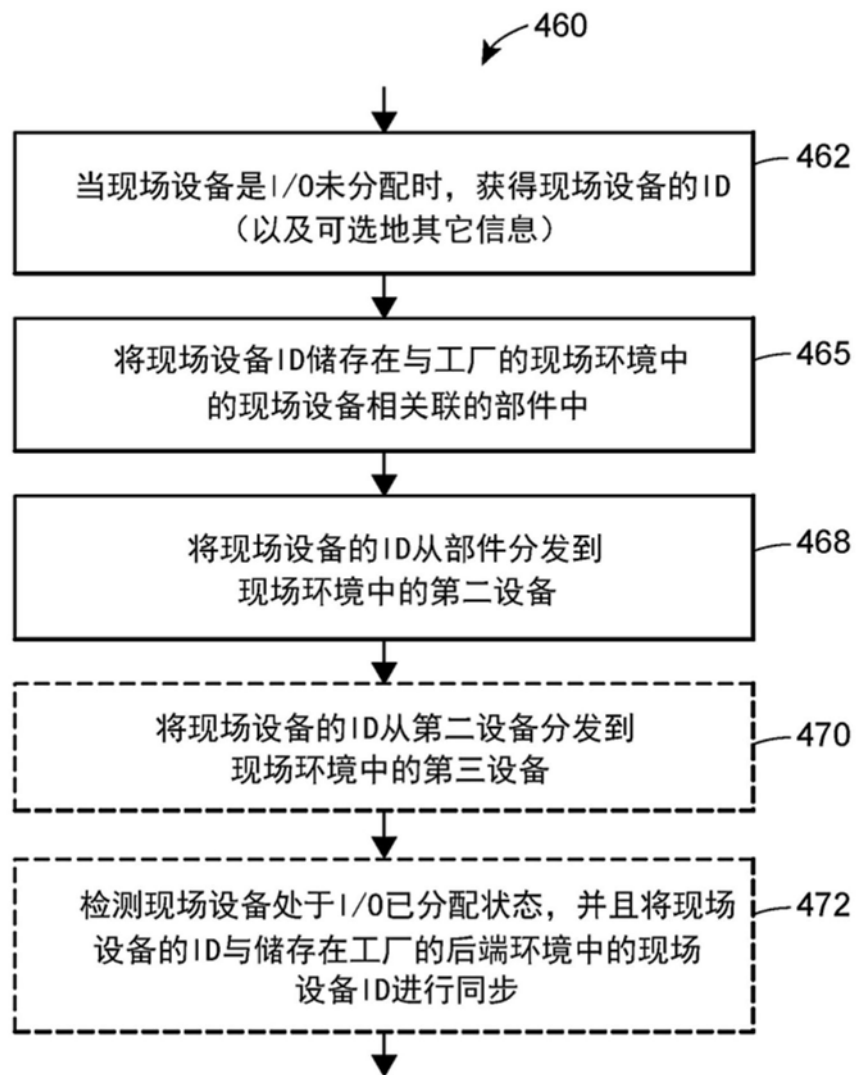 460
462
当现场设备是I/O未分配时，获得现场设备的ID
（以及可选地其它信息）
465
将现场设备ID储存在与工厂的现场环境中
的现场设备相关联的部件中
468
将现场设备的ID从部件分发到
现场环境中的第二设备
470
将现场设备的ID从第二设备分发到
现场环境中的第三设备
472
检测现场设备处于I/O已分配状态，并且将现场
设备的ID与储存在工厂的后端环境中的现场
设备ID进行同步